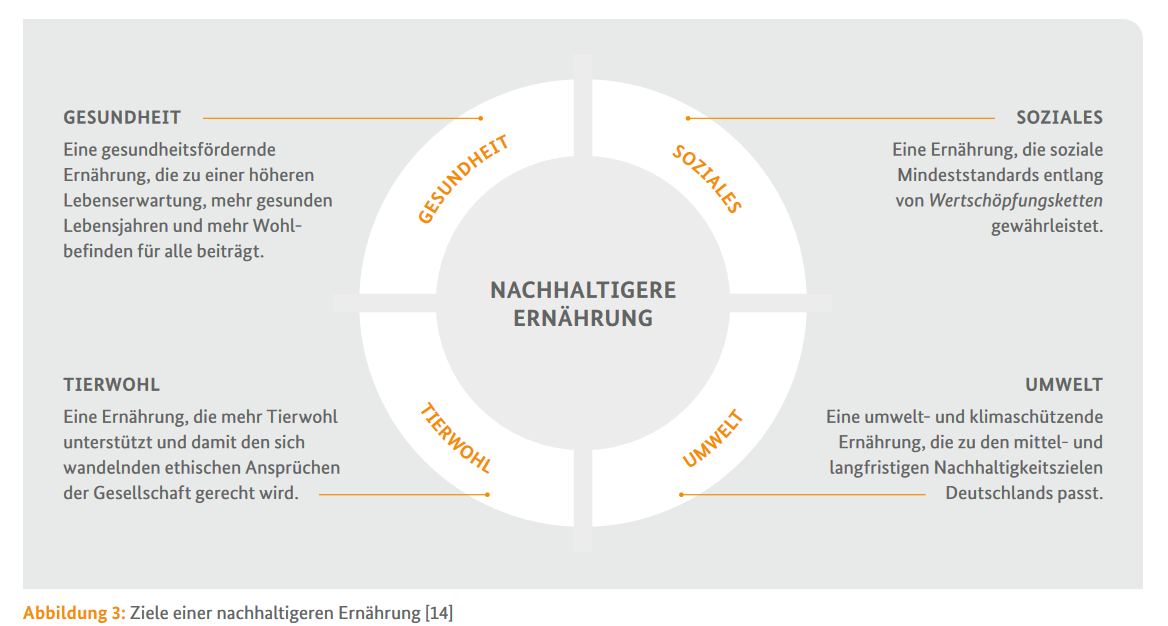 GESUNDHEIT
Eine gesundheitsfördernde
Ernährung, die zu einer höheren
Lebenserwartung, mehr gesunden
Lebensjahren und mehr Wohl-
befinden für alle beiträgt.
SOZIALES
Eine Ernährung, die soziale
Mindeststandards entlang
von Wertschöpfungsketten
gewährleistet.
GESUNDHEIT
SOZIALES
NACHHALTIGERE
ERNÄHRUNG
TIERWOHL
UMWELT
TIERWOHL
Eine Ernährung, die mehr Tierwohl
unterstützt und damit den sich
wandelnden ethischen Ansprüchen
der Gesellschaft gerecht wird.
UMWELT
Eine umwelt- und klimaschützende
Ernährung, die zu den mittel- und
langfristigen Nachhaltigkeitszielen
Deutschlands passt.
Abbildung 3: Ziele einer nachhaltigeren Ernährung [14]